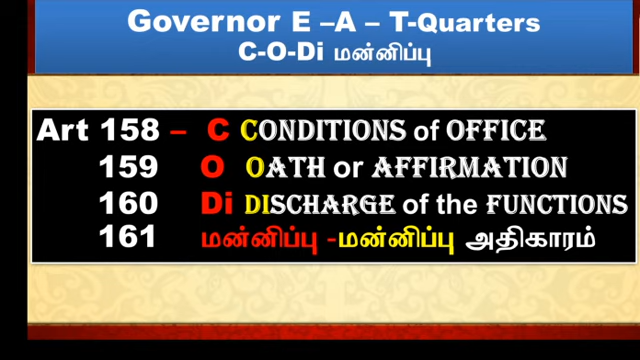 Governor E –A – T-Quarters
C-O-Di மன்னிப்பு
Art 158 – C CONDITIONS of OFFICE
159 O OATH or AFFIRMATION
160 Di DISCHARGE of the FUNCTIONS
161 மன்னிப்பு -மன்னிப்பு அதிகாரம்